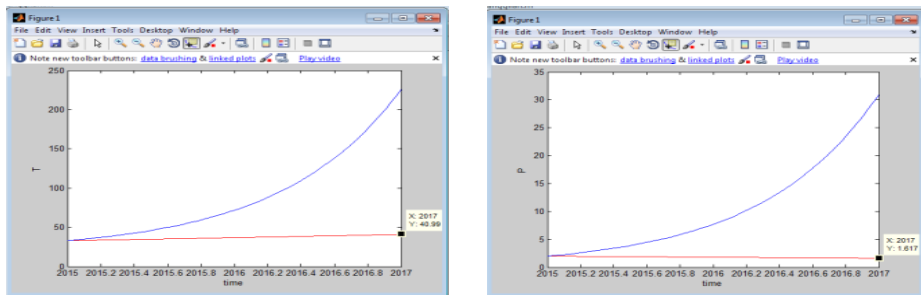 Figure 1
File Edit View Insert Tools Desktop Window Help
Note new toolbar buttons: data brushing & linked plots Play video
250
200
150
100
50
0
T
X: 2017
Y: 40.99
2015 2015.2 2015.4 2015.6 2015.8 2016 2016.2 2016.4 2016.6 2016.8 2017
time
Figure 1
File Edit View Insert Tools Desktop Window Help
Note new toolbar buttons: data brushing & linked plots Play video
35
30
25
20
15
10
5
0
P
X: 2017
Y: 1.617
2015 2015.2 2015.4 2015.6 2015.8 2016 2016.2 2016.4 2016.6 2016.8 2017
time